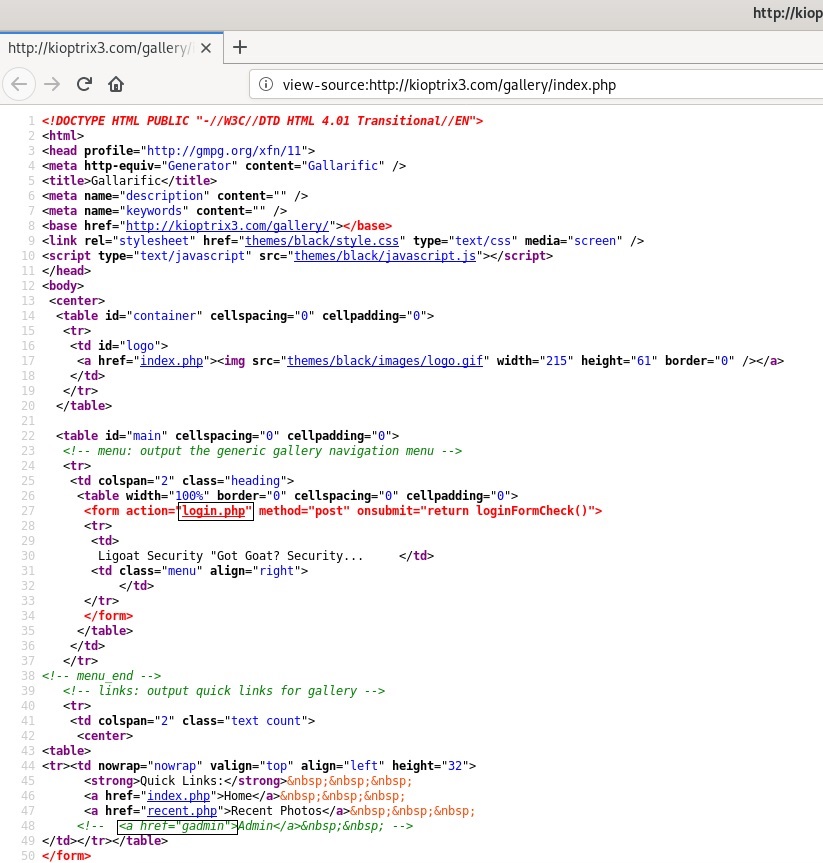 http://kiop
http://kioptrix3.com/gallery/
view-source:http://kioptrix3.com/gallery/index.php
1 <!DOCTYPE HTML PUBLIC "-//W3C//DTD HTML 4.01 Transitional//EN">
2 <html>
3 <head profile="http://gmpg.org/xfn/11">
4 <meta http-equiv="Generator" content="Gallarific" />
5 <title>Gallarific</title>
6 <meta name="description" content="" />
7 <meta name="keywords" content="" />
8 <base href="http://kioptrix3.com/gallery/"></base>
9 <link rel="stylesheet" href="themes/black/style.css" type="text/css" media="screen" />
10 <script type="text/javascript" src="themes/black/javascript.js"></script>
11 </head>
12 <body>
13 <center>
14 <table id="container" cellspacing="0" cellpadding="0">
15 <tr>
16 <td id="logo">
17 <a href="index.php"><img src="themes/black/images/logo.gif" width="215" height="61" border="0" /></a>
18 </td>
19 </tr>
20 </table>
21
22 <table id="main" cellspacing="0" cellpadding="0">
23 <!-- menu: output the generic gallery navigation menu -->
24 <tr>
25 <td colspan="2" class="heading">
26 <table width="100%" border="0" cellspacing="0" cellpadding="0">
27 <form action="login.php" method="post" onsubmit="return loginFormCheck()">
28 <tr>
29 <td>
30 Ligoat Security "Got Goat? Security... </td>
31 <td class="menu" align="right">
32 </td>
33 </tr>
34 </form>
35 </table>
36 </td>
37 </tr>
38 <!-- menu_end -->
39 <!-- links: output quick links for gallery -->
40 <tr>
41 <td colspan="2" class="text count">
42 <center>
43 <table>
44 <tr><td nowrap="nowrap" valign="top" align="left" height="32">
45 <strong>Quick Links:</strong>&nbsp;&nbsp;&nbsp;
46 <a href="index.php">Home</a>&nbsp;&nbsp;&nbsp;
47 <a href="recent.php">Recent Photos</a>&nbsp;&nbsp;&nbsp;
48 <!-- <a href="gadmin">Admin</a>&nbsp;&nbsp; -->
49 </td></tr></table>
50 </form>